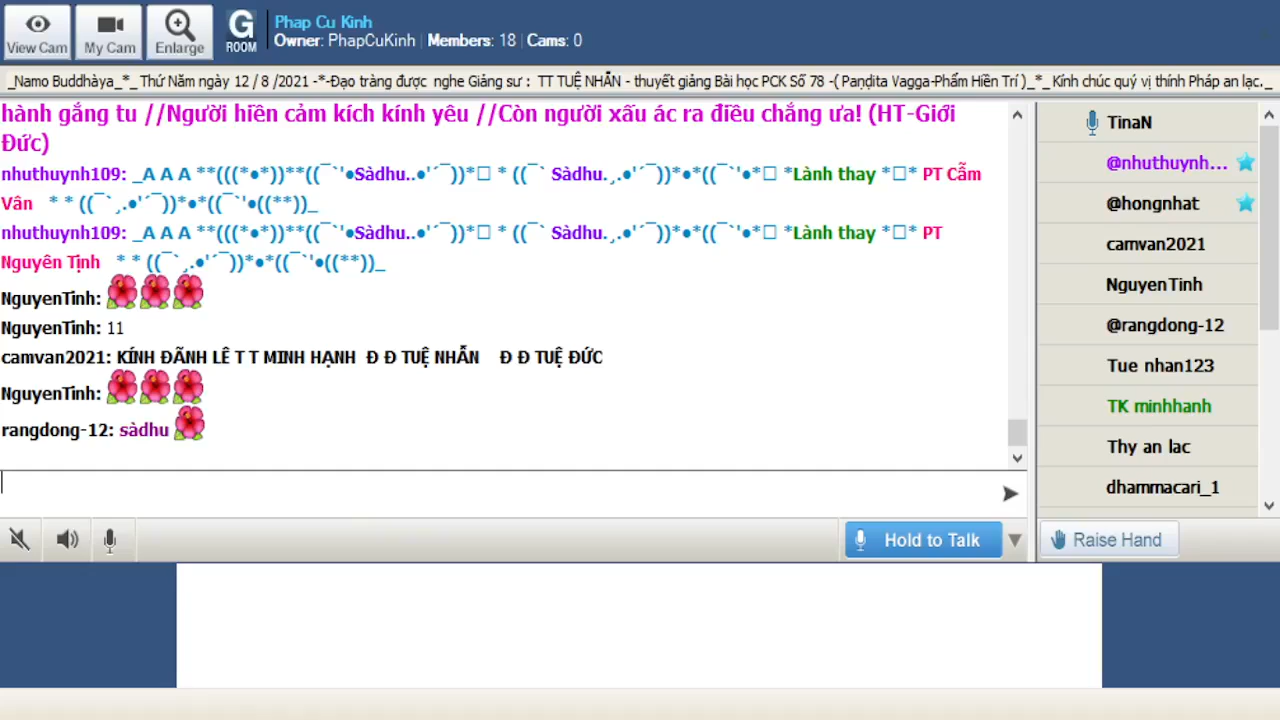 Phap Cu Kinh
View Cam
My Cam
Enlarge
G
ROOM
Owner: PhapCuKinh | Members: 18 | Cams: 0
_Namo Buddhàya_*_ Thứ Năm ngày 12 / 8 /2021 -*-Đạo tràng được nghe Giảng sư : TT TUỆ NHẪN - thuyết giảng Bài học PCK Số 78 -( Paṇḍita Vagga-Phẩm Hiền Trí )_*_ Kính chúc quý vị thính Pháp an lạc._
hành gắng tu //Người hiền cảm kích kính yêu //Còn người xấu ác ra điều chẳng ưa! (HT-Giới
Đức)
nhuthuynh109: _A A A **(((*•*))**((¯`'•Sàdhu..•'´¯))*□ * ((¯` Sàdhu.¸.•'´¯))*•*((¯`'•*□ *Lành thay *□* PT Cẩm
Vân * * ((¯`¸.•'´¯))*•*((¯`'•((**))_
nhuthuynh109: _A A A **(((*•*))**((¯`'•Sàdhu..•'´¯))*□ * ((¯` Sàdhu.¸.•'´¯))*•*((¯`'•*□ *Lành thay *□* PT
Nguyên Tịnh * * ((¯`¸.•'´¯))*•*((¯`'•((**))_
NguyenTinh:
NguyenTinh: 11
camvan2021: KÍNH ĐÃNH LÊ T T MINH HẠNH Đ Đ TUỆ NHẪN Đ Đ TUỆ ĐỨC
NguyenTinh:
rangdong-12: sàdhu
TinaN
@nhuthuynh...
@hongnhat
camvan2021
NguyenTinh
@rangdong-12
Tue nhan123
TK minhhanh
Thy an lac
dhammacari_1
Hold to Talk
Raise Hand